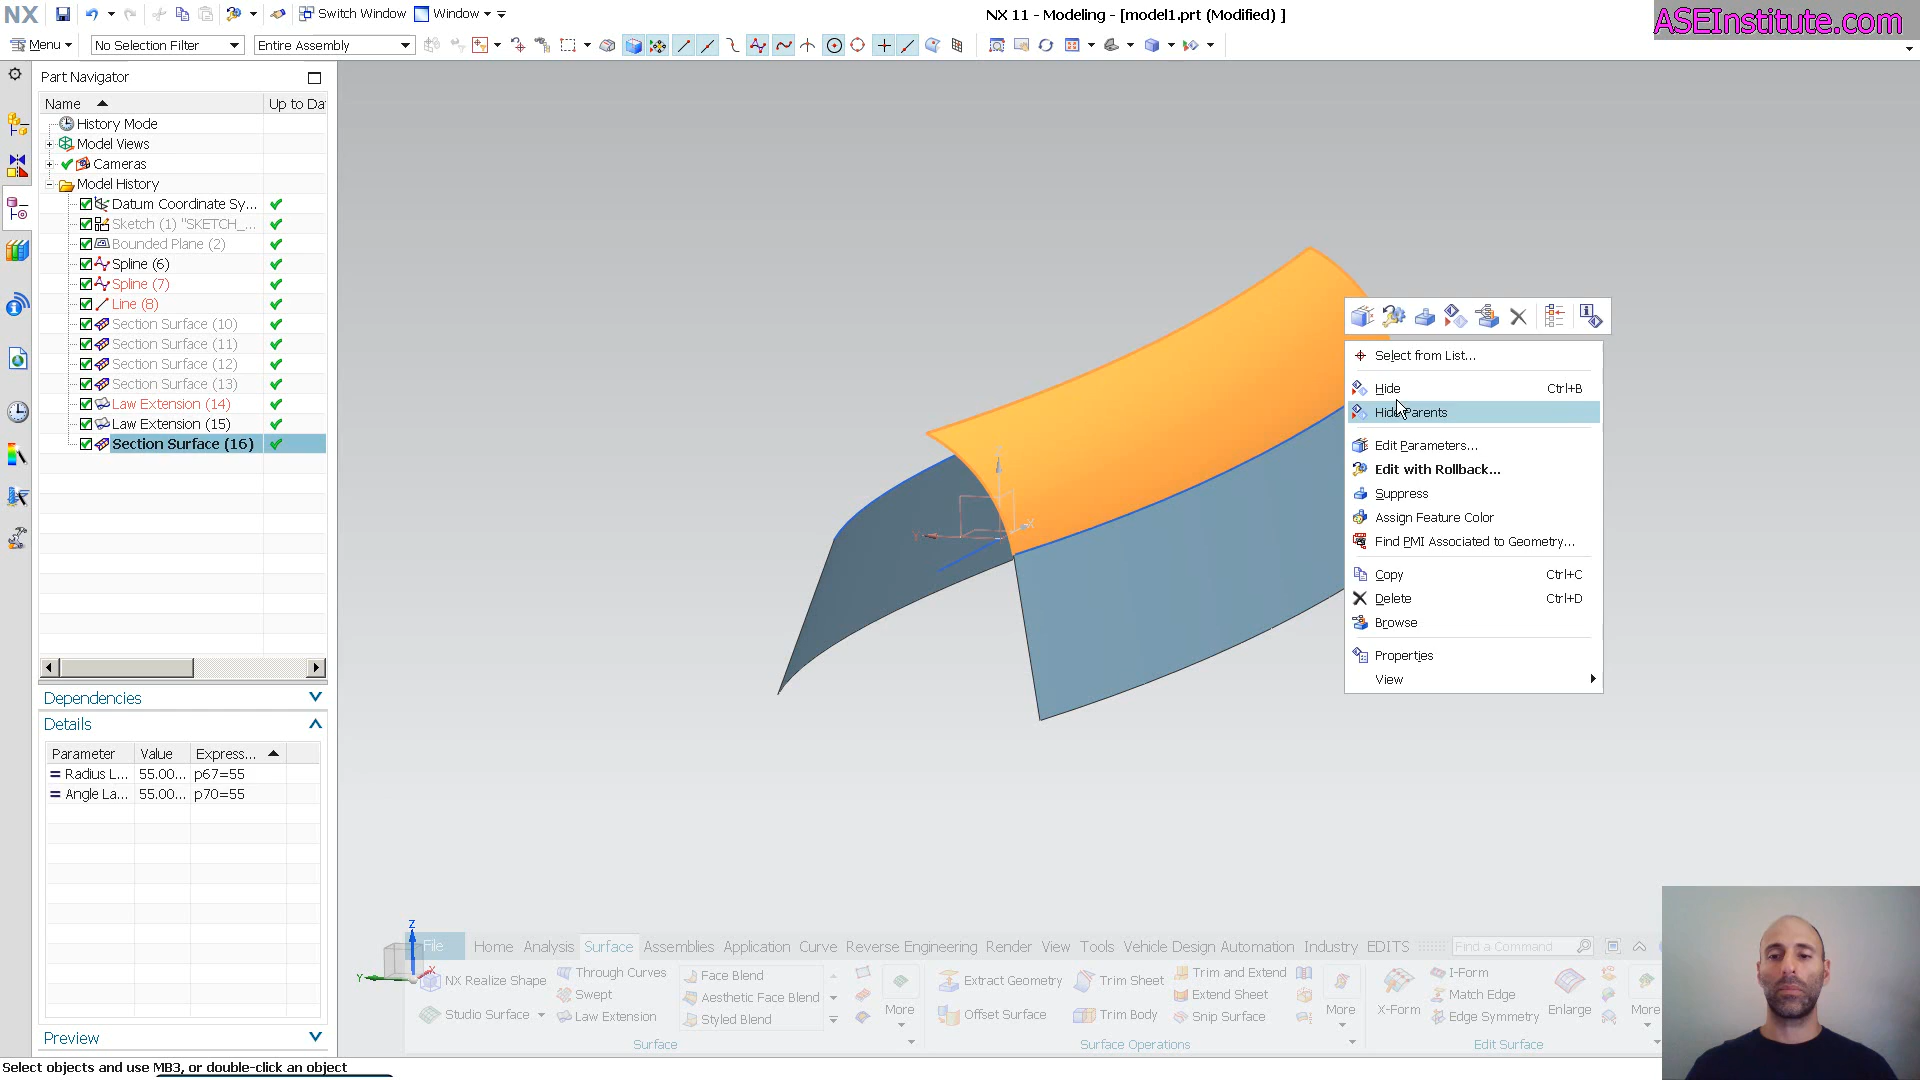 NX
Switch Window
Window
NX 11 - Modeling - [model1.prt (Modified) ]
ASEInstitute.com
Menu
No Selection Filter
Entire Assembly
Part Navigator
Name
Up to Da
History Mode
Model Views
Cameras
Model History
Datum Coordinate Sy...
Sketch (1) "SKETCH_...
Bounded Plane (2)
Spline (6)
Spline (7)
Line (8)
Section Surface (10)
Section Surface (11)
Section Surface (12)
Section Surface (13)
Law Extension (14)
Law Extension (15)
Section Surface (16)
Dependencies
Details
Parameter Value Express...
Radius L... 55.00... p67=55
Angle La... 55.00... p70=55
Preview
Select objects and use MB3, or double-click an object
Select from List...
Hide Ctrl+B
Hide Parents
Edit Parameters...
Edit with Rollback...
Suppress
Assign Feature Color
Find PMI Associated to Geometry...
Copy Ctrl+C
Delete Ctrl+D
Browse
Properties
View
Z
Y
X
File Home Analysis Surface Assemblies Application Curve Reverse Engineering Render View Tools Vehicle Design Automation Industry EDITS Find a Command
NX Realize Shape
Studio Surface
Through Curves
Swept
Law Extension
Face Blend
Aesthetic Face Blend
Styled Blend
More
Surface
Extract Geometry
Offset Surface
Trim Sheet
Trim Body
Trim and Extend
Extend Sheet
Snip Surface
More
Surface Operations
X-Form
I-Form
Match Edge
Edge Symmetry
Enlarge
More
Edit Surface